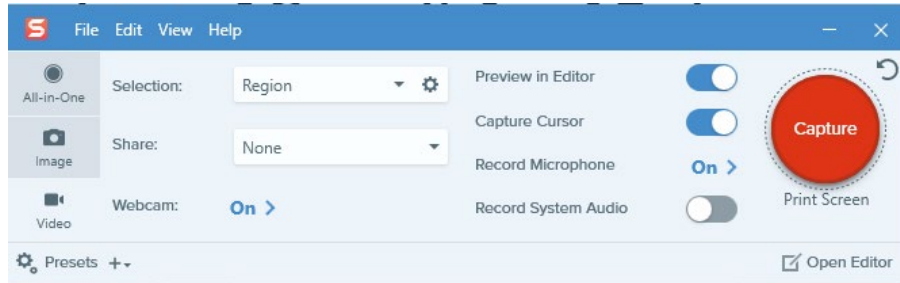 S File Edit View Help
All-in-One
Image
Video
Selection: Region
Share: None
Webcam: On >
Preview in Editor
Capture Cursor
Record Microphone On >
Record System Audio
Capture
Print Screen
Presets +
Open Editor